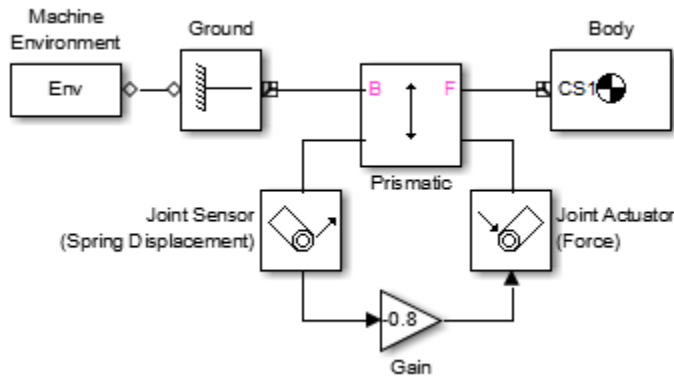 Machine
Environment
Ground
Body
Env
B
F
CS1
Prismatic
Joint Sensor
(Spring Displacement)
Joint Actuator
(Force)
-0.8
Gain